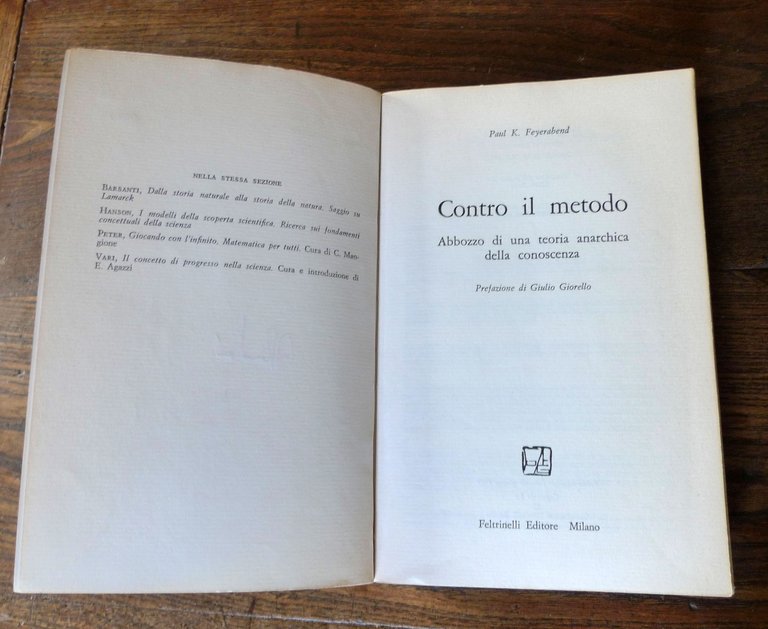 NELLA STESSA SEZIONE
BARSANTI, Dalla storia naturale alla storia della natura. Saggio su
Lamarck
HANSON, I modelli della scoperta scientifica. Ricerca sui fondamenti
concettuali della scienza
PETER, Giocando con l'infinito. Matematica per tutti. Cura di C. Man-
gione
VARI, Il concetto di progresso nella scienza. Cura e introduzione di
E. Agazzi
Paul K. Feyerabend
Contro il metodo
Abbozzo di una teoria anarchica
della conoscenza
Prefazione di Giulio Giorello
Feltrinelli Editore Milano